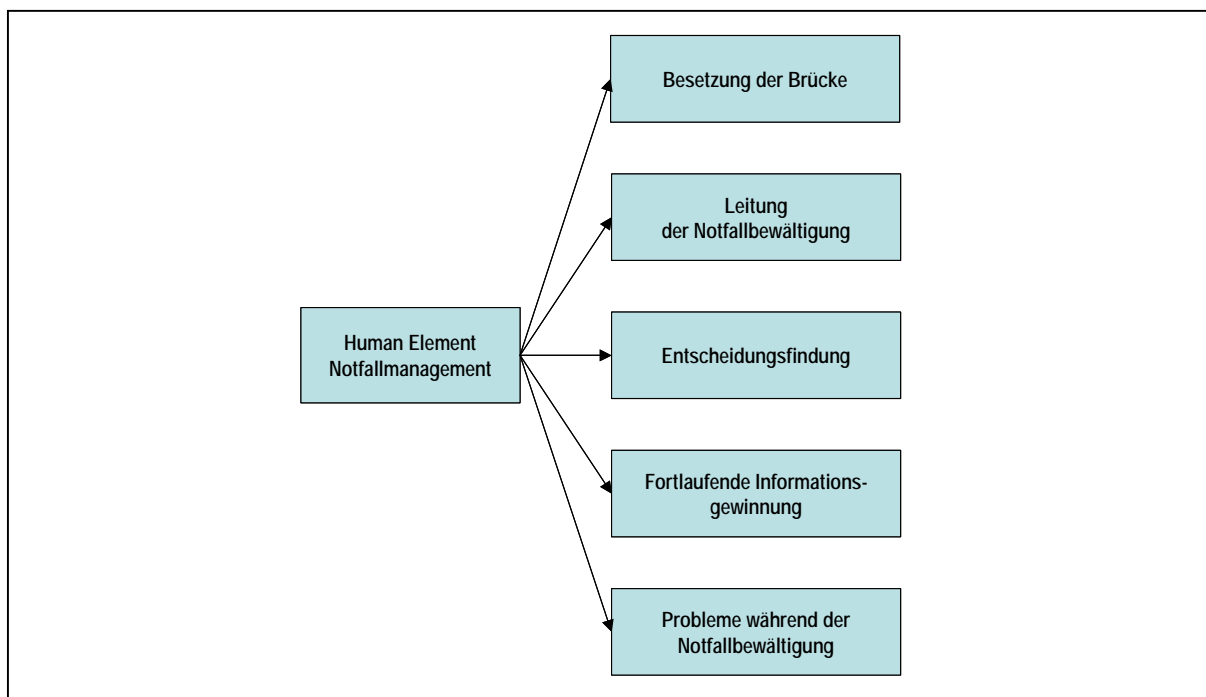 Besetzung der Brücke
Leitung
der Notfallbewältigung
Human Element
Notfallmanagement
Entscheidungsfindung
Fortlaufende Informations-
gewinnung
Probleme während der
Notfallbewältigung